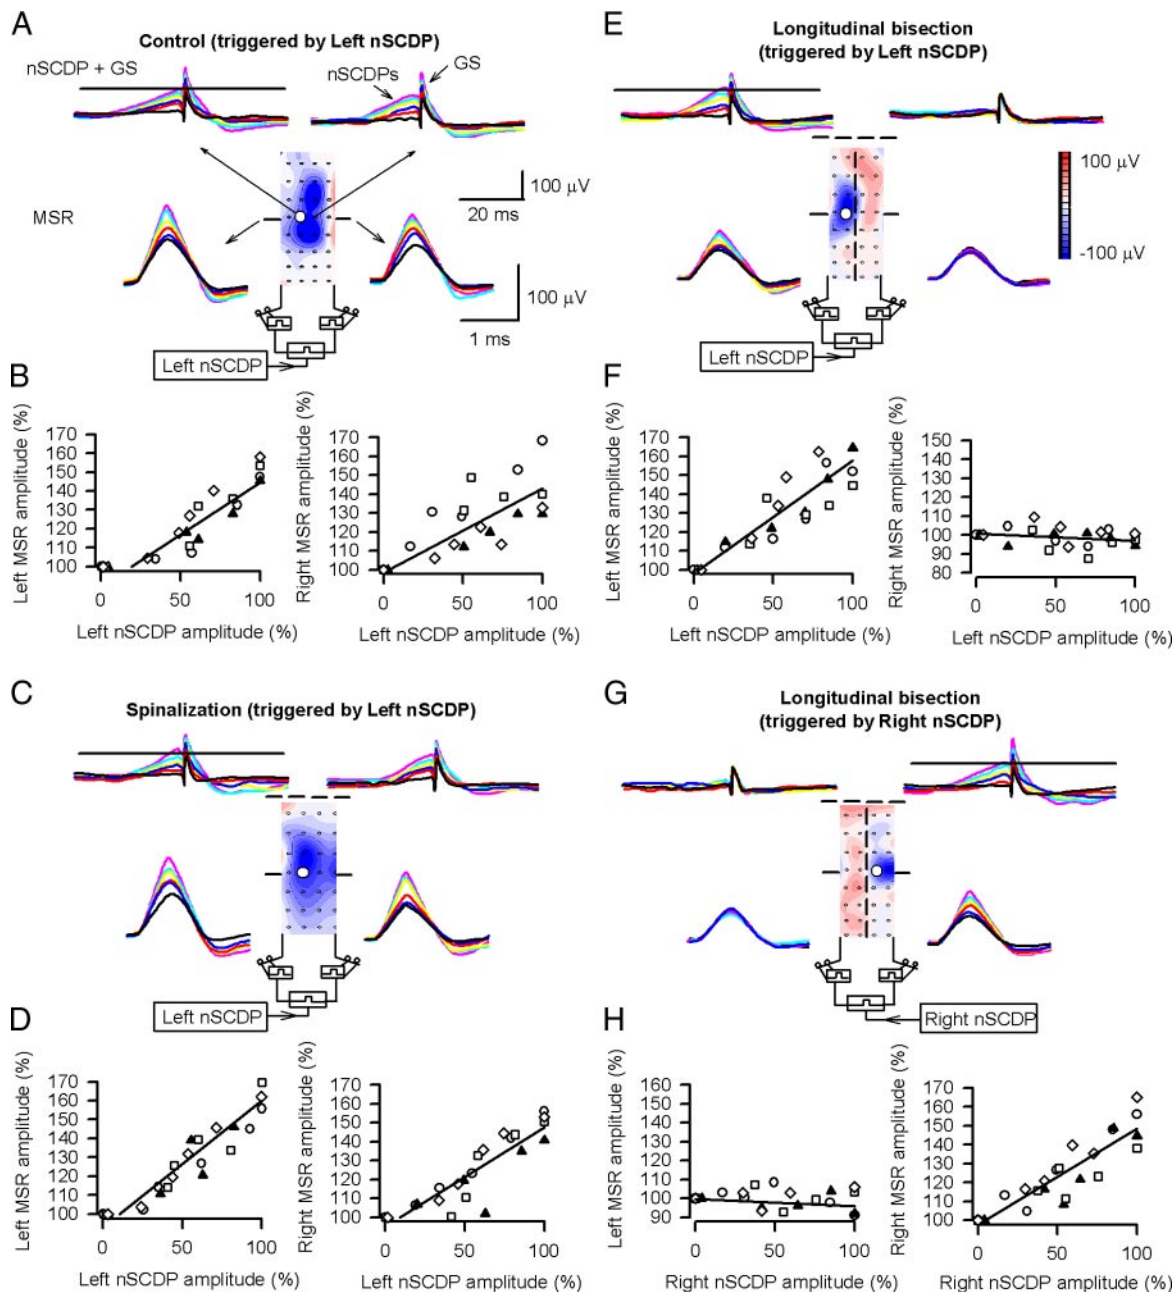 A
Control (triggered by Left nSCDP)
nSCDP + GS
nSCDPs
GS
MSR
100 μV
20 ms
100 μV
1 ms
Left nSCDP
E
Longitudinal bisection
(triggered by Left nSCDP)
100 μV
-100 μV
Left nSCDP
B
Left MSR amplitude (%)
170
160
150
140
130
120
110
100
0
50
100
Left nSCDP amplitude (%)
Right MSR amplitude (%)
170
160
150
140
130
120
110
100
0
50
100
Left nSCDP amplitude (%)
F
Left MSR amplitude (%)
170
160
150
140
130
120
110
100
0
50
100
Left nSCDP amplitude (%)
Right MSR amplitude (%)
150
140
130
120
110
100
90
80
0
50
100
Left nSCDP amplitude (%)
C
Spinalization (triggered by Left nSCDP)
Left nSCDP
G
Longitudinal bisection
(triggered by Right nSCDP)
Right nSCDP
D
Left MSR amplitude (%)
170
160
150
140
130
120
110
100
0
50
100
Left nSCDP amplitude (%)
Right MSR amplitude (%)
170
160
150
140
130
120
110
100
0
50
100
Left nSCDP amplitude (%)
H
Left MSR amplitude (%)
160
150
140
130
120
110
100
90
0
50
100
Right nSCDP amplitude (%)
Right MSR amplitude (%)
170
160
150
140
130
120
110
100
0
50
100
Right nSCDP amplitude (%)